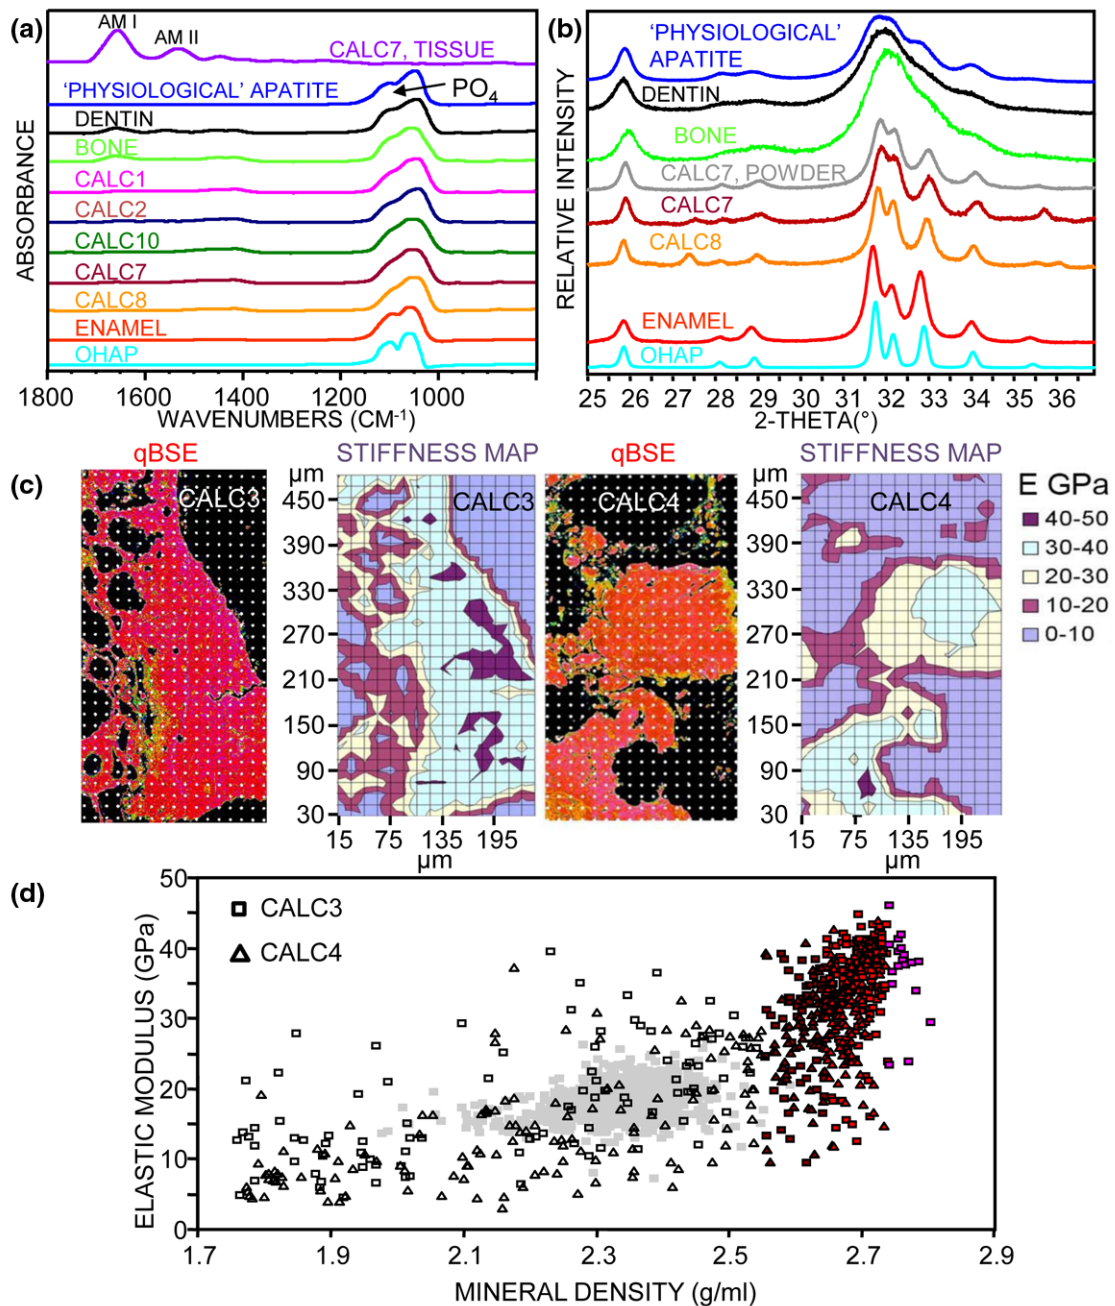 (a)
AM I
AM II
CALC7, TISSUE
'PHYSIOLOGICAL' APATITE
PO4
DENTIN
BONE
CALC1
CALC2
CALC10
CALC7
CALC8
ENAMEL
OHAP
ABSORBANCE
1800 1600 1400 1200 1000
WAVENUMBERS (CM-1)
(b)
'PHYSIOLOGICAL'
APATITE
DENTIN
BONE
CALC7, POWDER
CALC7
CALC8
ENAMEL
OHAP
RELATIVE INTENSITY
25 26 27 28 29 30 31 32 33 34 35 36
2-THETA(°)
(c)
qBSE
STIFFNESS MAP
qBSE
STIFFNESS MAP
CALC3
µm
450
390
330
270
210
150
90
30
CALC3
15 75 135 195
µm
CALC4
µm
450
390
330
270
210
150
90
30
CALC4
15 75 135 195
µm
E GPa
40-50
30-40
20-30
10-20
0-10
(d)
CALC3
CALC4
ELASTIC MODULUS (GPa)
50
40
30
20
10
0
1.7 1.9 2.1 2.3 2.5 2.7 2.9
MINERAL DENSITY (g/ml)